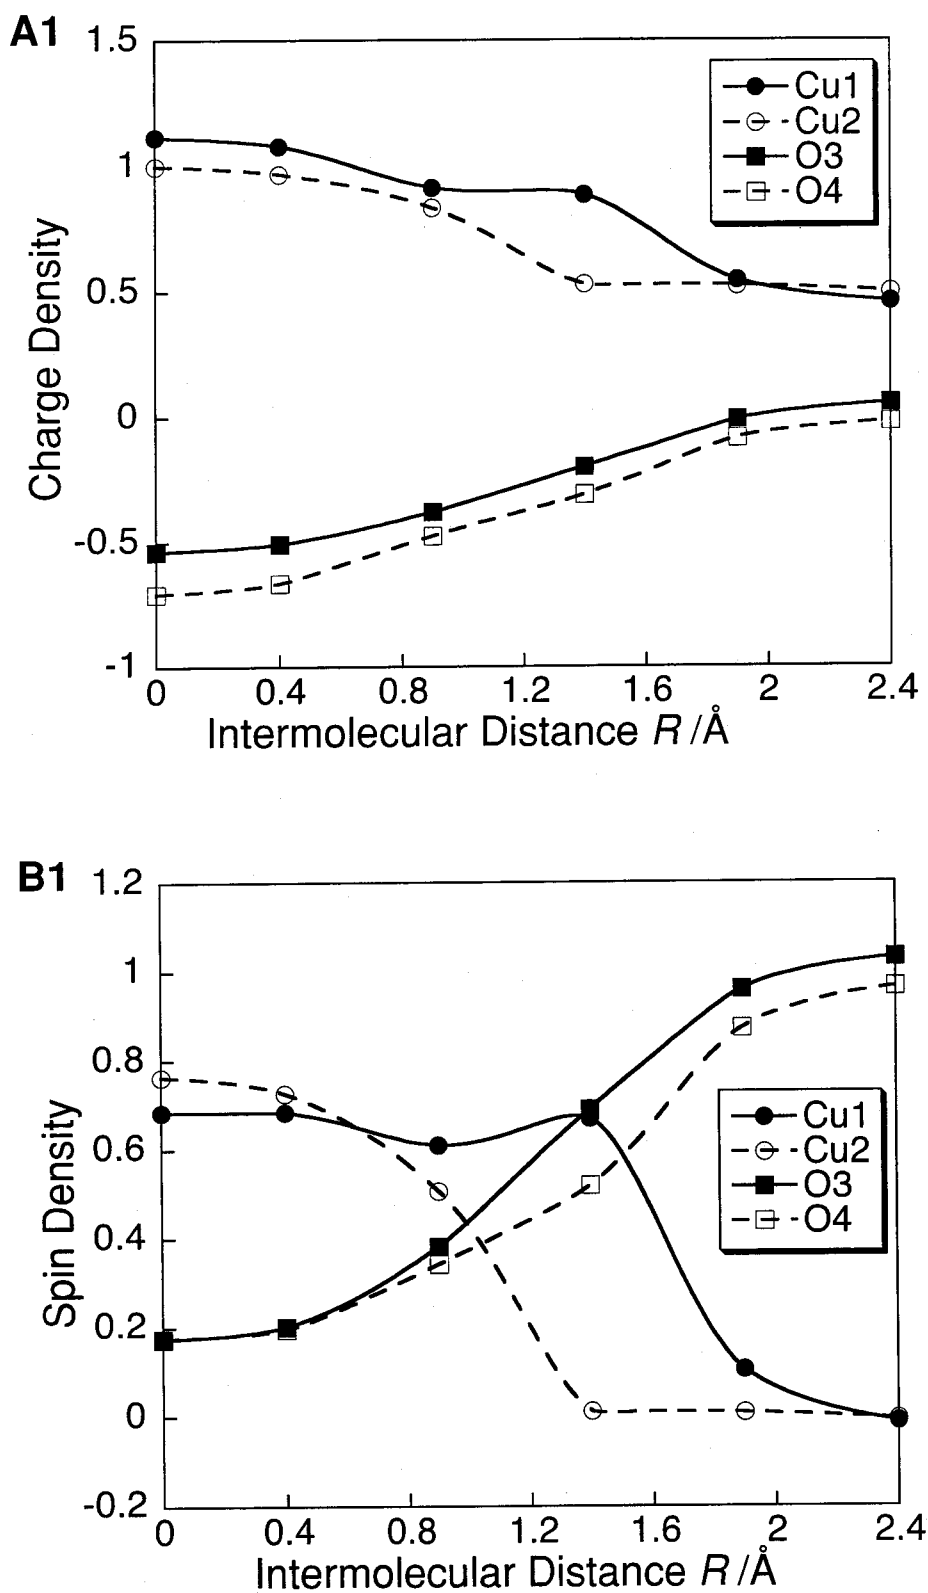 A1
1.5
1
0.5
0
-0.5
-1
Charge Density
Cu1
Cu2
O3
O4
0 0.4 0.8 1.2 1.6 2 2.4
Intermolecular Distance R /Å
B1
1.2
1
0.8
0.6
0.4
0.2
0
-0.2
Spin Density
Cu1
Cu2
O3
O4
0 0.4 0.8 1.2 1.6 2 2.4
Intermolecular Distance R /Å